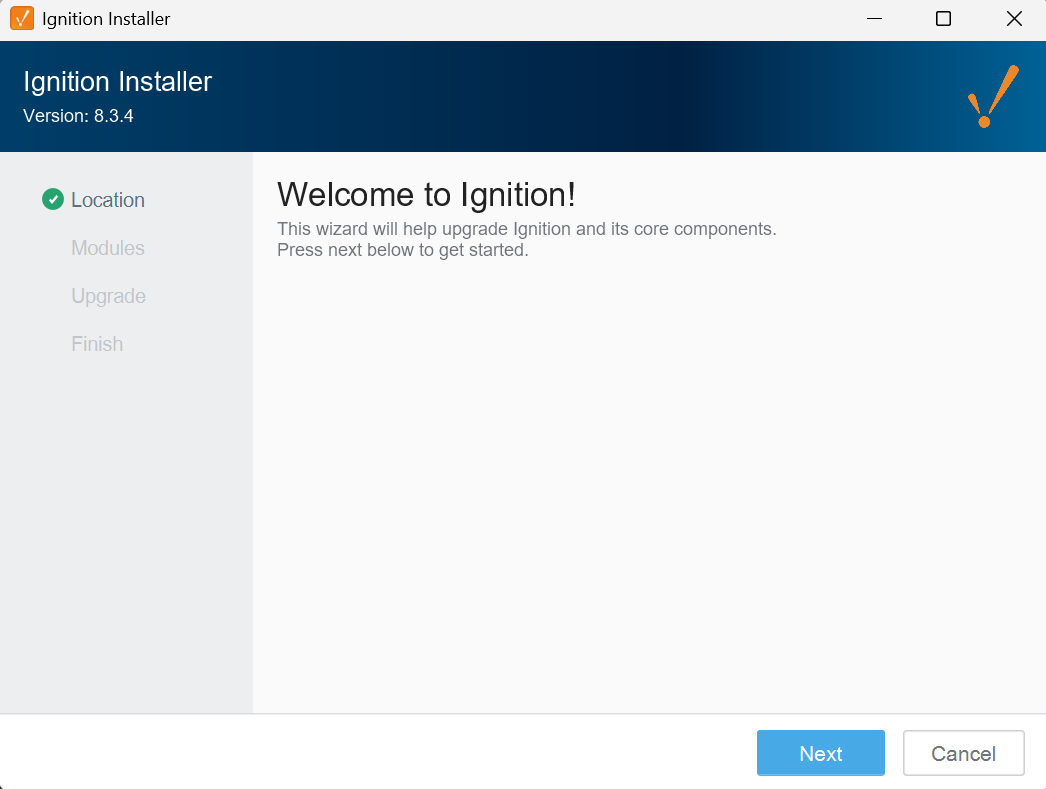 Ignition Installer
Ignition Installer
Version: 8.3.4
Location
Modules
Upgrade
Finish
Welcome to Ignition!
This wizard will help upgrade Ignition and its core components.
Press next below to get started.
Next
Cancel